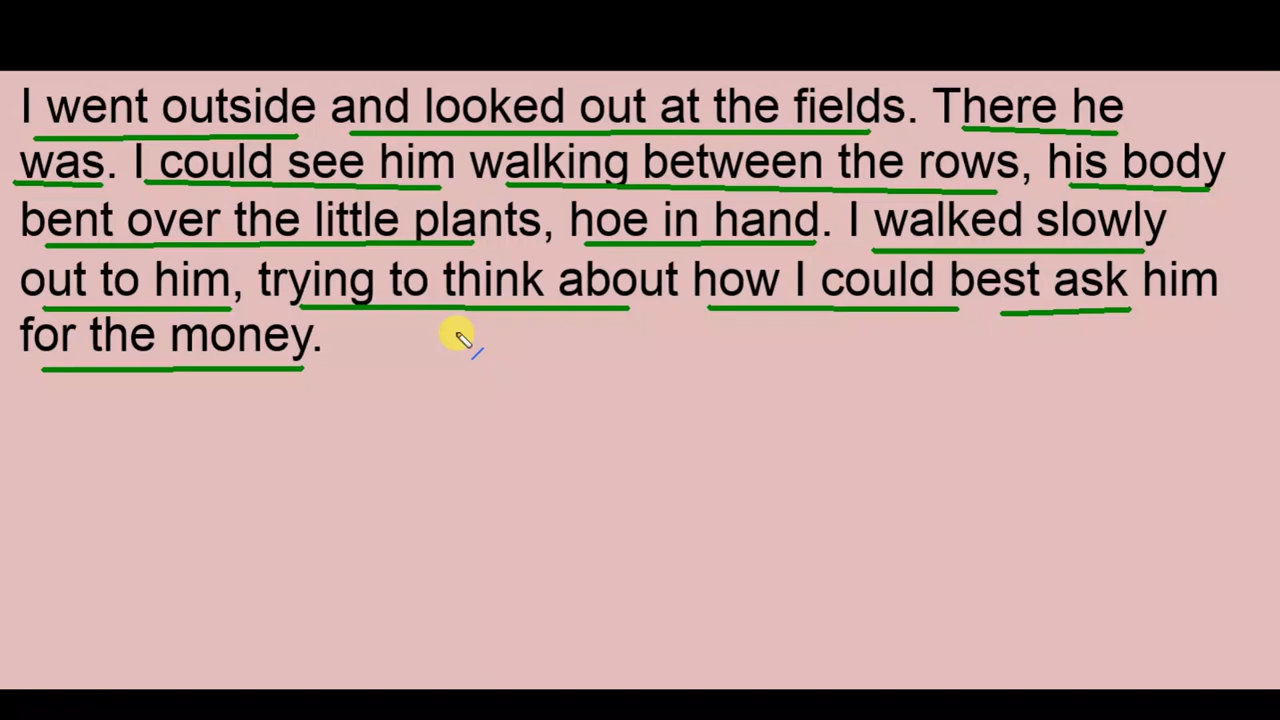 I went outside and looked out at the fields. There he
was. I could see him walking between the rows, his body
bent over the little plants, hoe in hand. I walked slowly
out to him, trying to think about how I could best ask him
for the money.